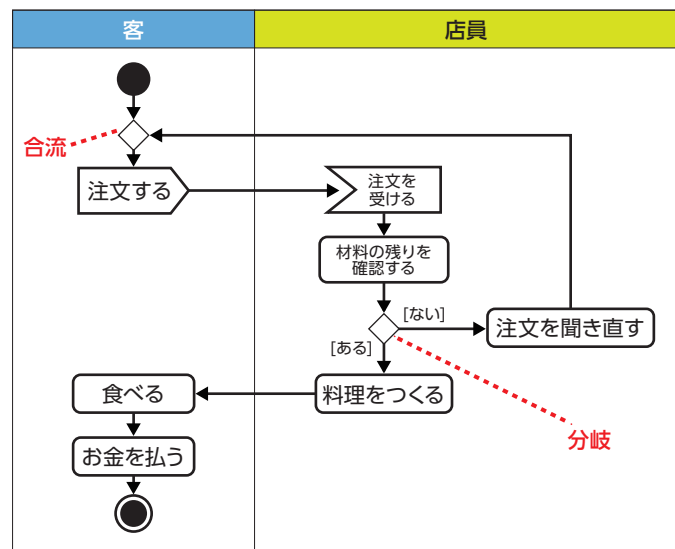 客
店員
合流
注文する
注文を
受ける
材料の残りを
確認する
[ない]
注文を聞き直す
[ある]
食べる
料理をつくる
分岐
お金を払う